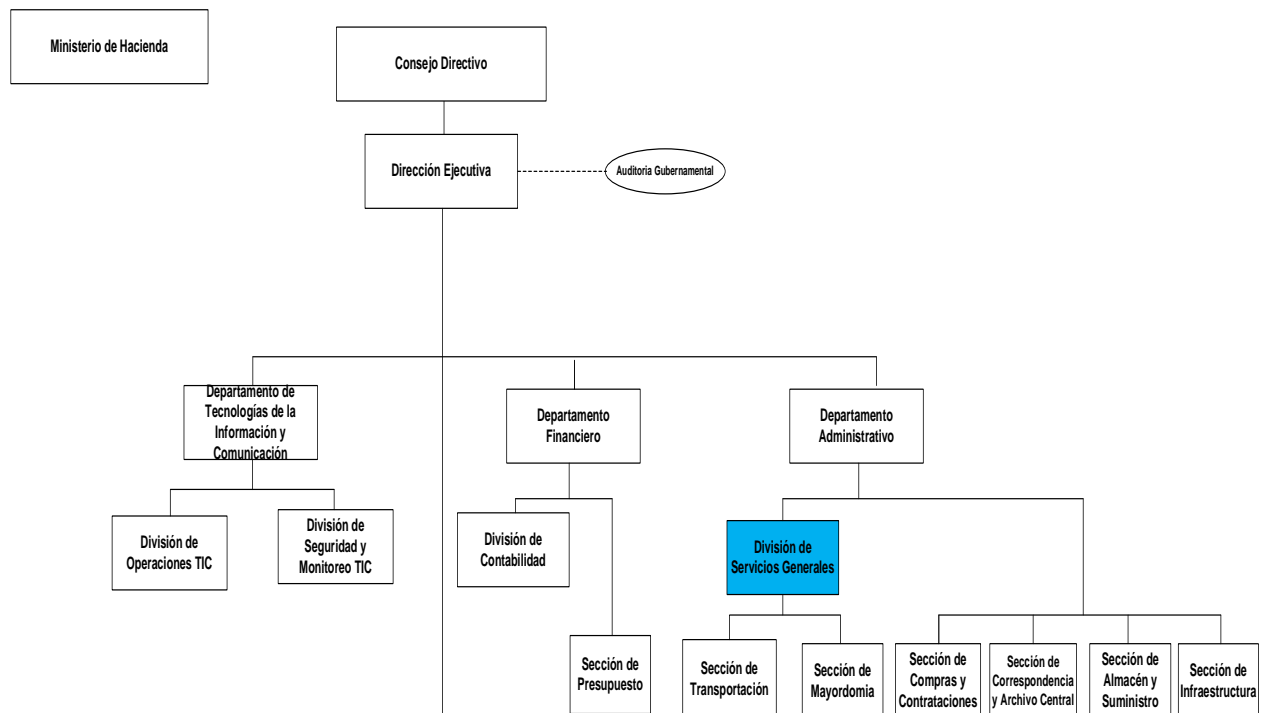 Ministerio de Hacienda
Consejo Directivo
Dirección Ejecutiva
Auditoria Gubernamental
Departamento de
Tecnologías de la
Información y
Comunicación
Departamento
Financiero
Departamento
Administrativo
División de
Operaciones TIC
División de
Seguridad y
Monitoreo TIC
División de
Contabilidad
División de
Servicios Generales
Sección de
Presupuesto
Sección de
Transportación
Sección de
Mayordomia
Sección de
Compras y
Contrataciones
Sección de
Correspondencia
y Archivo Central
Sección de
Almacén y
Suministro
Sección de
Infraestructura